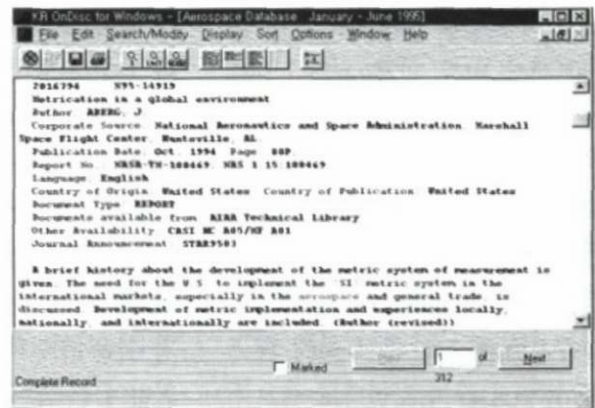 KR OnDisc for Windows - [Aerospace Database January - June 1995]
File Edit Search/Modify Display Sort Options Window Help
2016794 N95-14919
Metrication in a global environment
Author ABERG, J
Corporate Source National Aeronautics and Space Administration. Marshall
Space Flight Center, Huntsville, AL.
Publication Date: Oct. 1994 Page 80P
Report No.: NASA-TM-108469, NAS 1 15 108469
Language English
Country of Origin United States Country of Publication United States
Document Type REPORT
Documents available from AIAA Technical Library
Other Availability CASI HC A05/MF A01
Journal Announcement STAR9503
A brief history about the development of the metric system of measurement is
given. The need for the U.S. to implement the 'SI' metric system in the
international markets, especially in the aerospace and general trade, is
discussed. Development of metric implementation and experiences locally,
nationally, and internationally are included. (Author (revised))
Marked 1 of Next
312
Complete Record